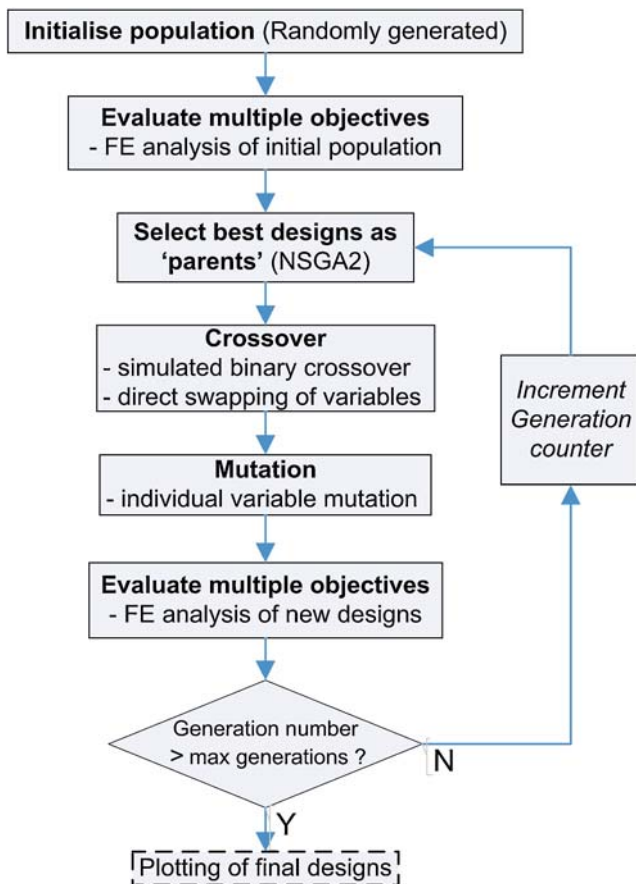 Initialise population (Randomly generated)
Evaluate multiple objectives
- FE analysis of initial population
Select best designs as
‘parents’ (NSGA2)
Crossover
- simulated binary crossover
- direct swapping of variables
Mutation
- individual variable mutation
Evaluate multiple objectives
- FE analysis of new designs
Generation number
> max generations ?
N
Increment
Generation
counter
Y
Plotting of final designs